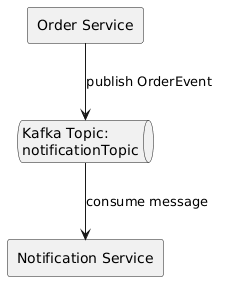 Order Service
publish OrderEvent
Kafka Topic:
notificationTopic
consume message
Notification Service